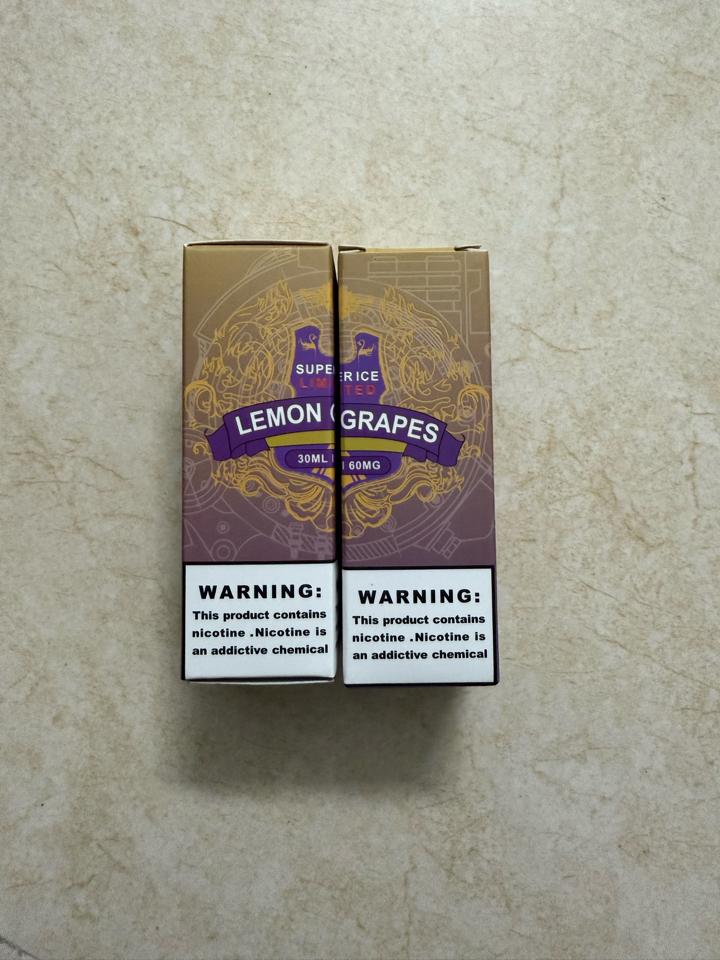 SUPER ICE
LIMITED
LEMON GRAPES
30ML | 60MG
WARNING:
This product contains
nicotine .Nicotine is
an addictive chemical
WARNING:
This product contains
nicotine .Nicotine is
an addictive chemical